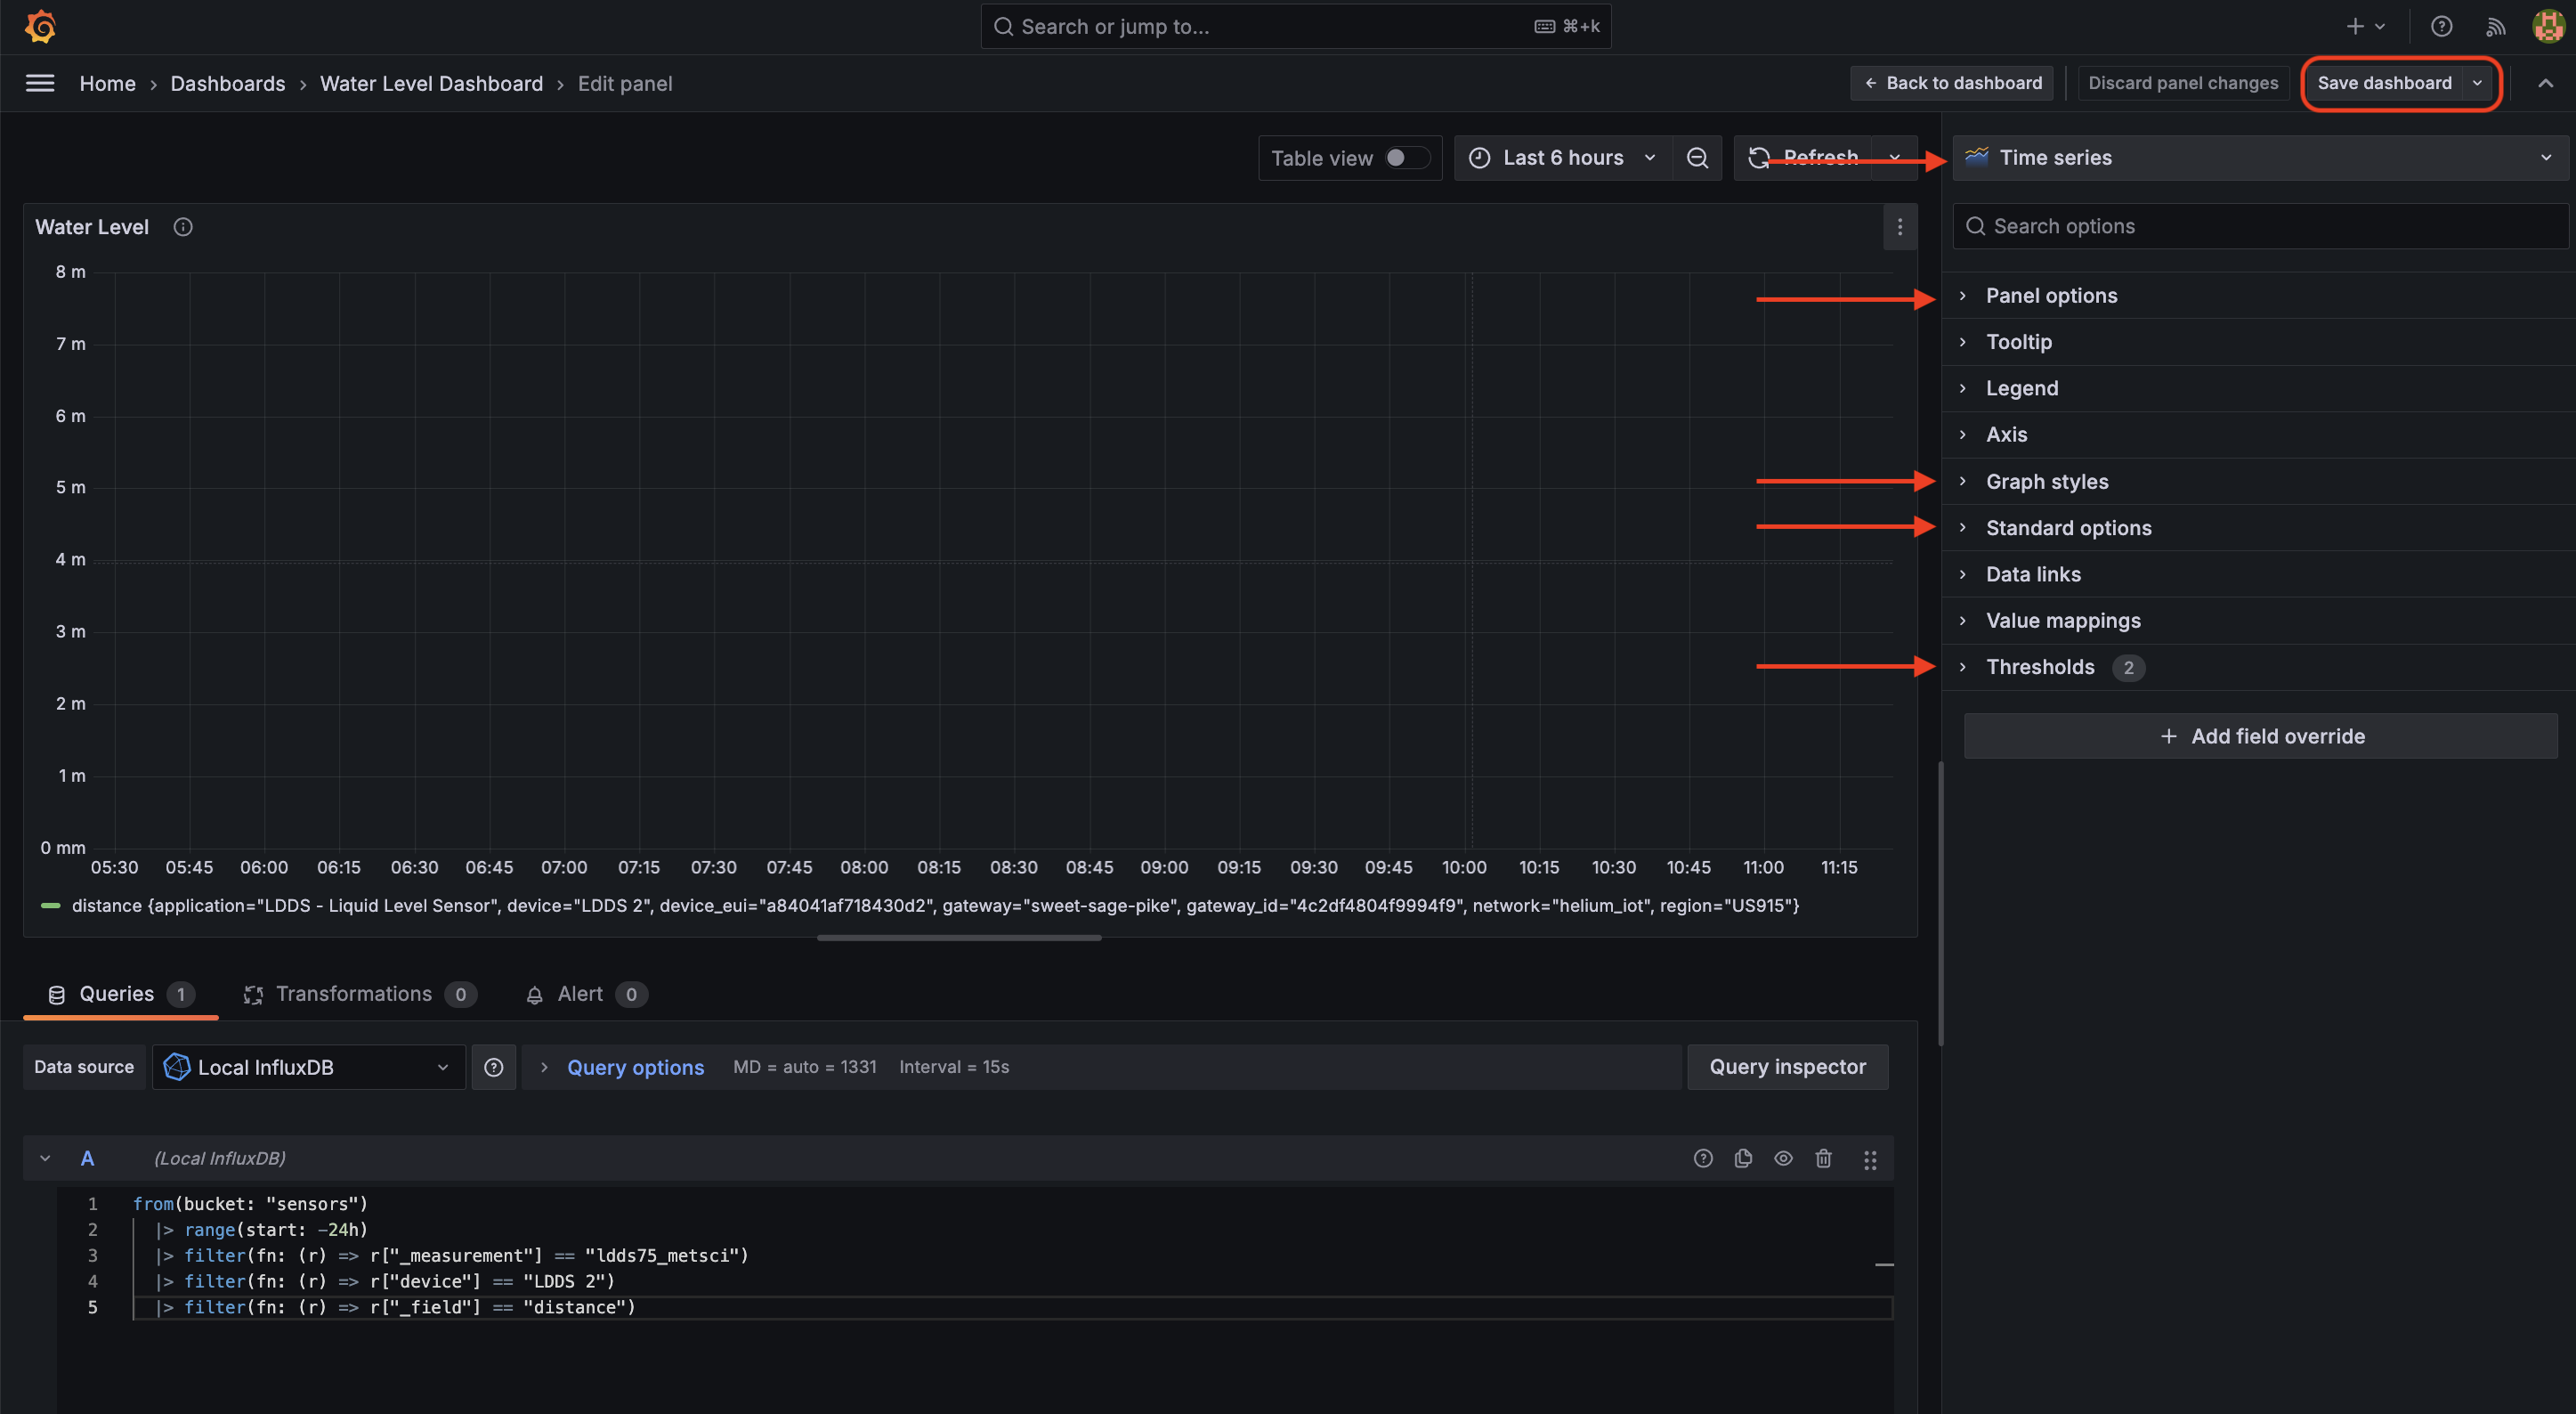 Search or jump to... ⌘+k
Home › Dashboards › Water Level Dashboard › Edit panel
Back to dashboard
Discard panel changes
Save dashboard
Table view
Last 6 hours
Refresh
Time series
Search options
Panel options
Tooltip
Legend
Axis
Graph styles
Standard options
Data links
Value mappings
Thresholds 2
+ Add field override
Water Level
8 m
7 m
6 m
5 m
4 m
3 m
2 m
1 m
0 mm
05:30 05:45 06:00 06:15 06:30 06:45 07:00 07:15 07:30 07:45 08:00 08:15 08:30 08:45 09:00 09:15 09:30 09:45 10:00 10:15 10:30 10:45 11:00 11:15
distance {application="LDDS - Liquid Level Sensor", device="LDDS 2", device_eui="a84041af718430d2", gateway="sweet-sage-pike", gateway_id="4c2df4804f9994f9", network="helium_iot", region="US915"}
Queries 1 Transformations 0 Alert 0
Data source Local InfluxDB Query options MD = auto = 1331 Interval = 15s Query inspector
A (Local InfluxDB)
1 from(bucket: "sensors")
2 |> range(start: -24h)
3 |> filter(fn: (r) => r["_measurement"] == "ldds75_metsci")
4 |> filter(fn: (r) => r["device"] == "LDDS 2")
5 |> filter(fn: (r) => r["_field"] == "distance")